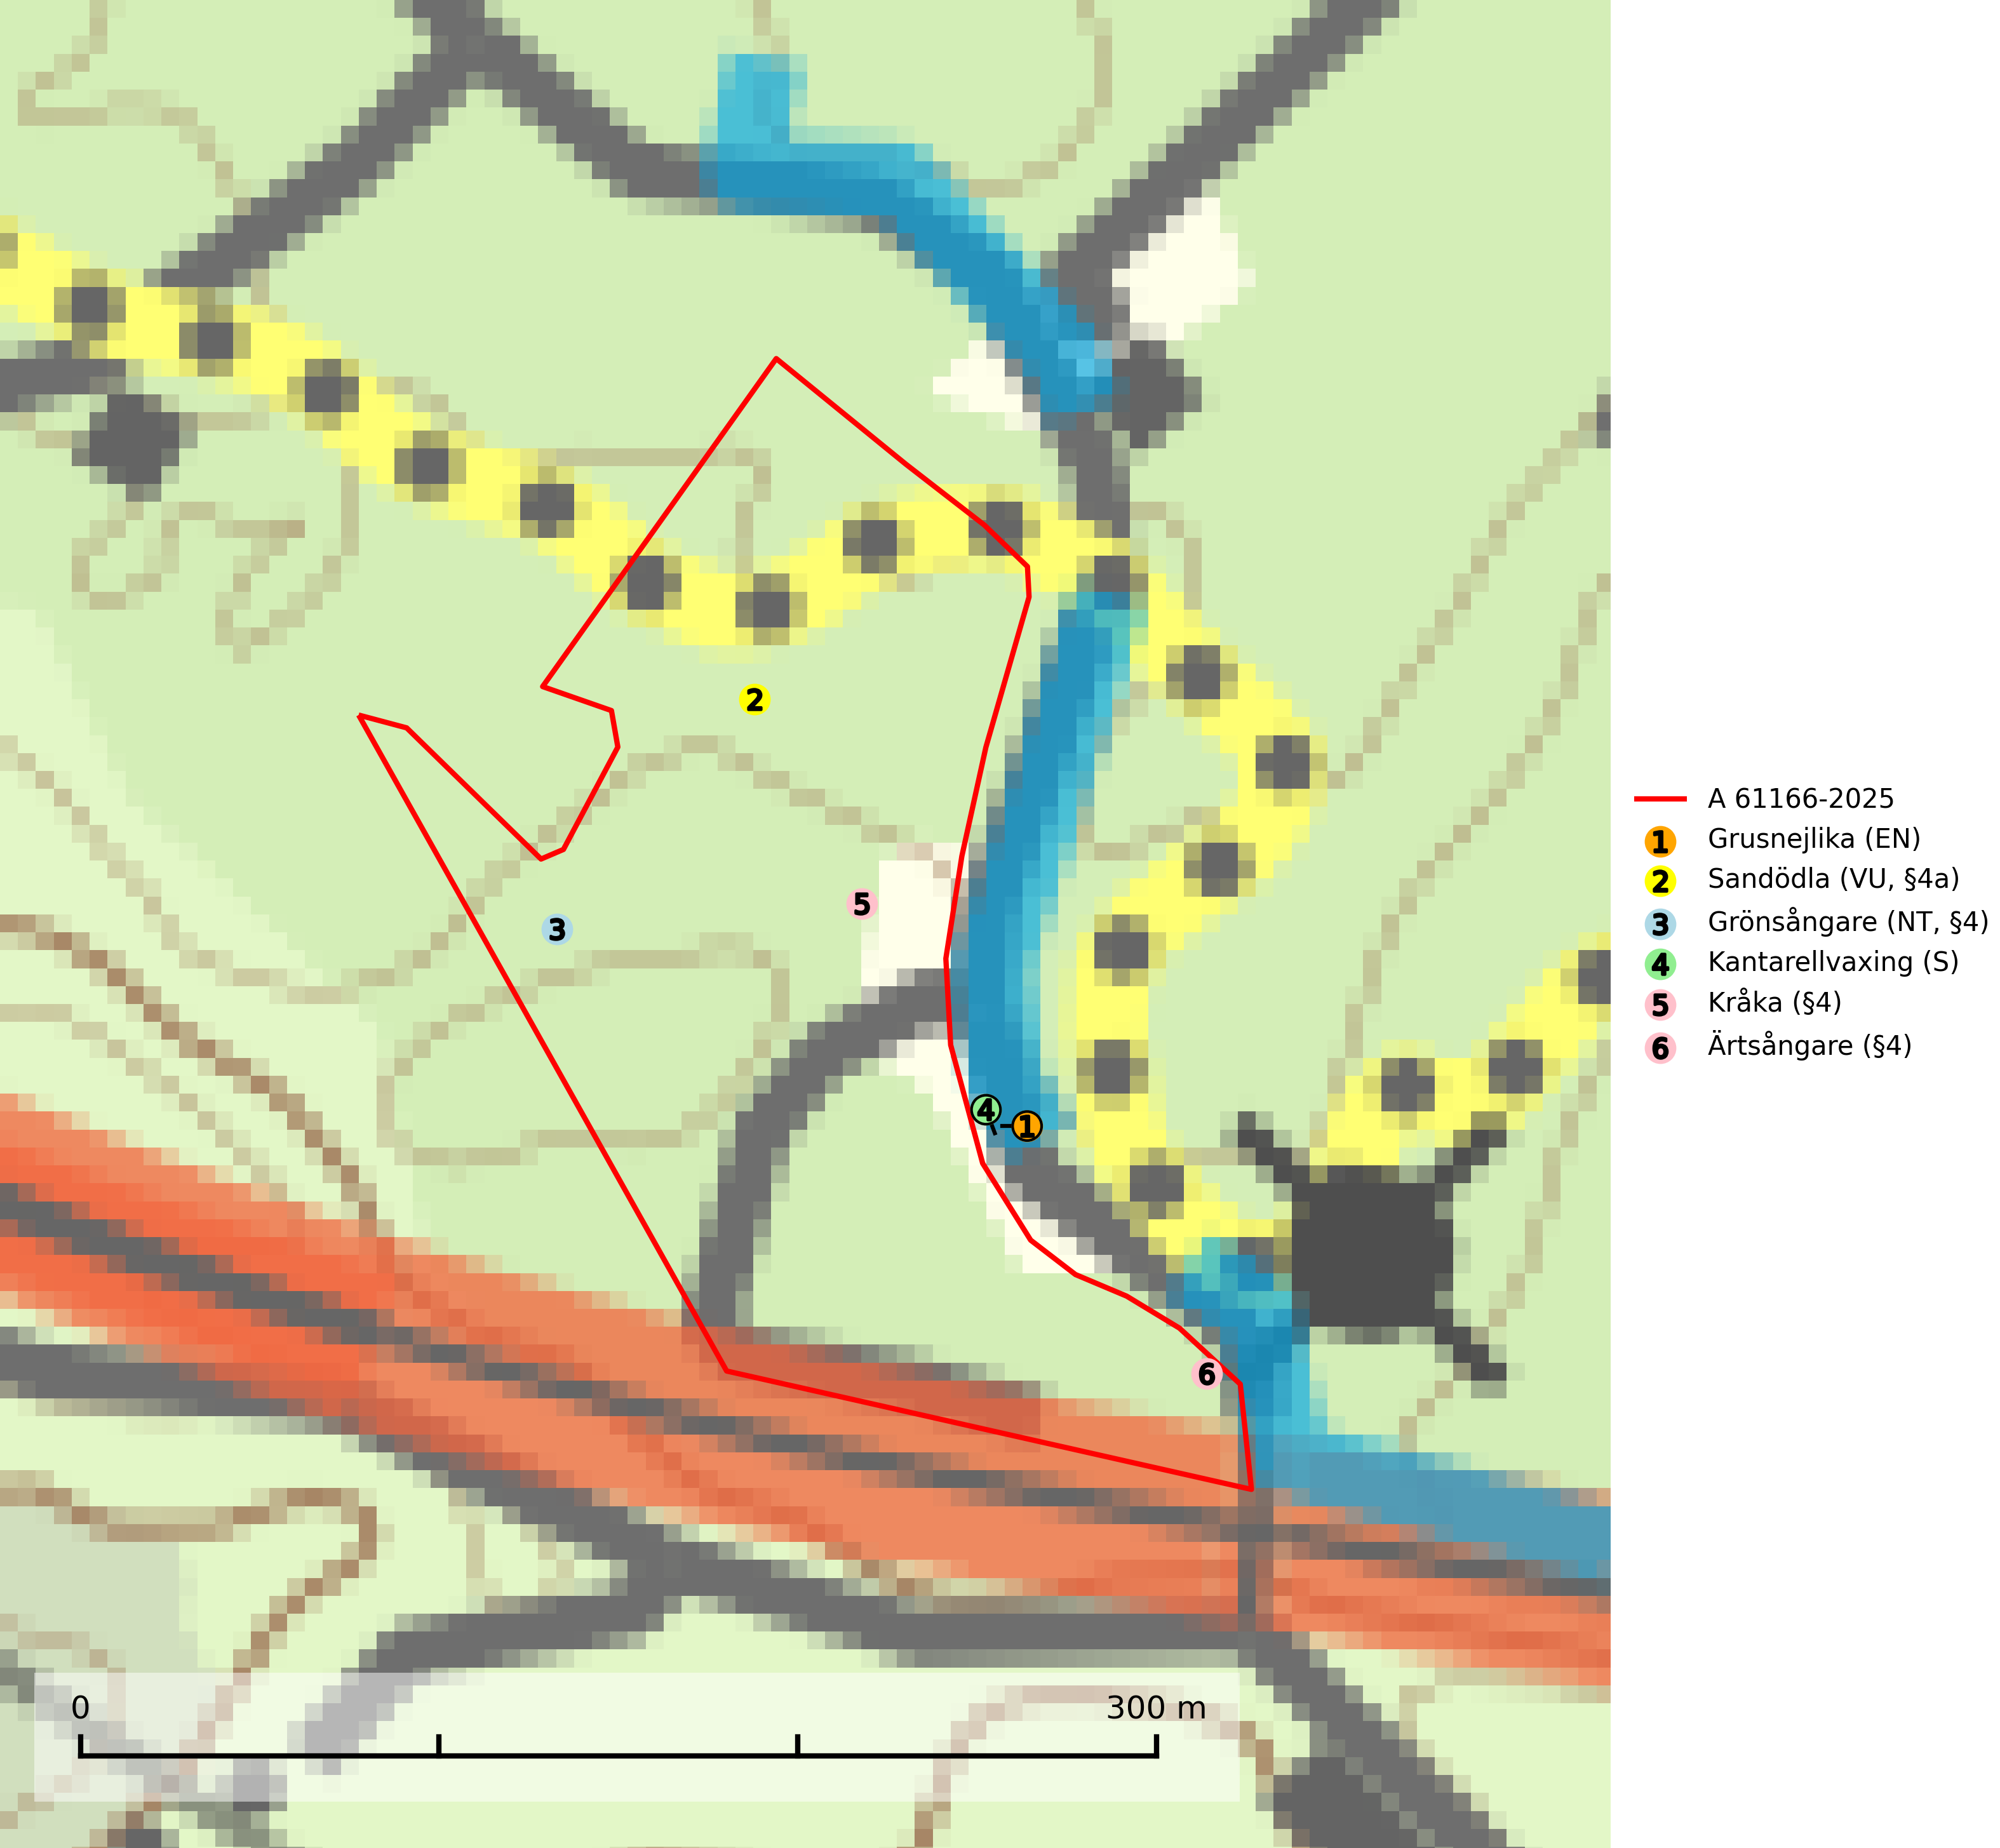 2
5
3
4
1
6
A 61166-2025
1 Grusnejlika (EN)
2 Sandödla (VU, §4a)
3 Grönsångare (NT, §4)
4 Kantarellvaxing (S)
5 Kråka (§4)
6 Ärtsångare (§4)
0 300 m